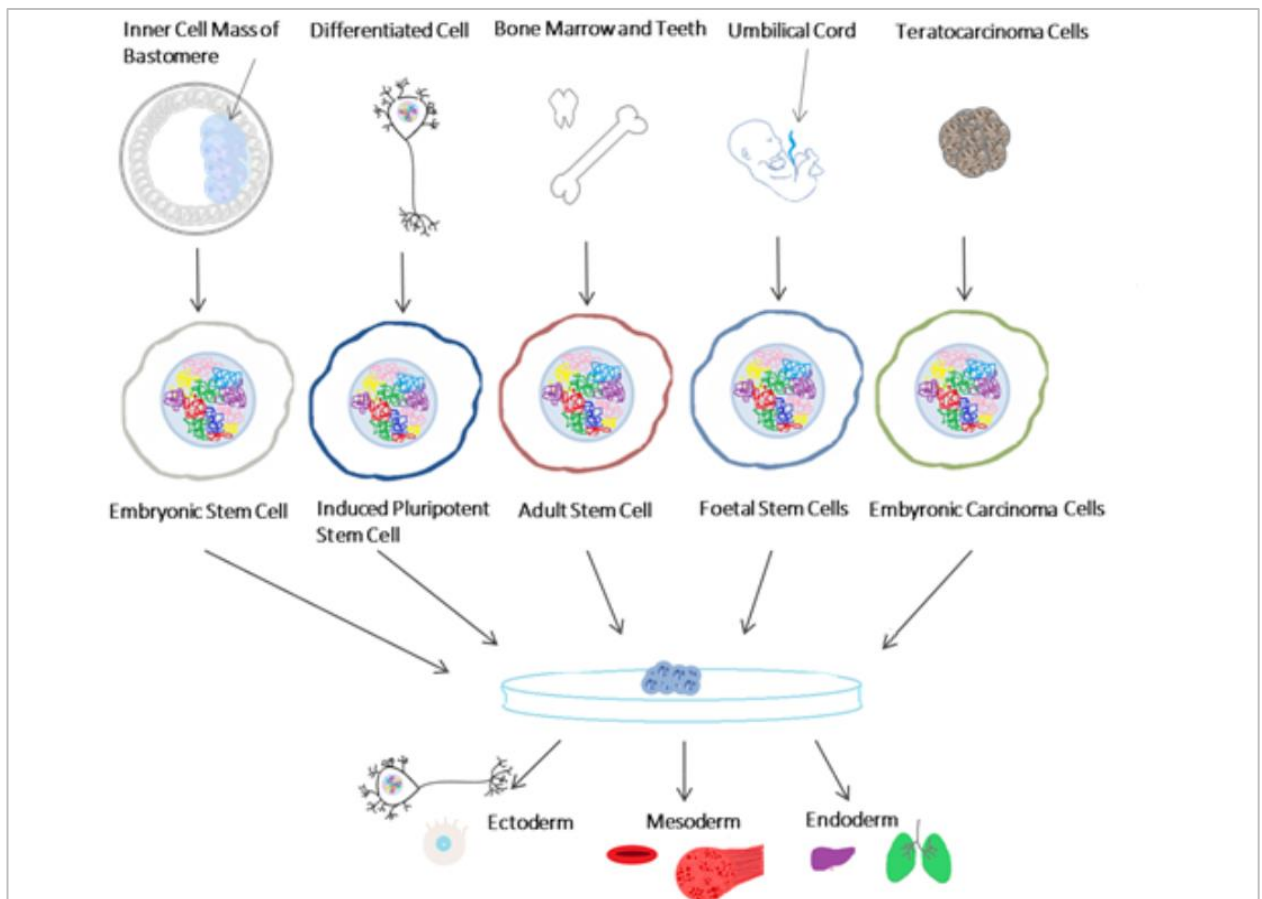 Inner Cell Mass of
Bastomere
Differentiated Cell
Bone Marrow and Teeth
Umbilical Cord
Teratocarcinoma Cells
Embryonic Stem Cell
Induced Pluripotent
Stem Cell
Adult Stem Cell
Foetal Stem Cells
Embyronic Carcinoma Cells
Ectoderm
Mesoderm
Endoderm